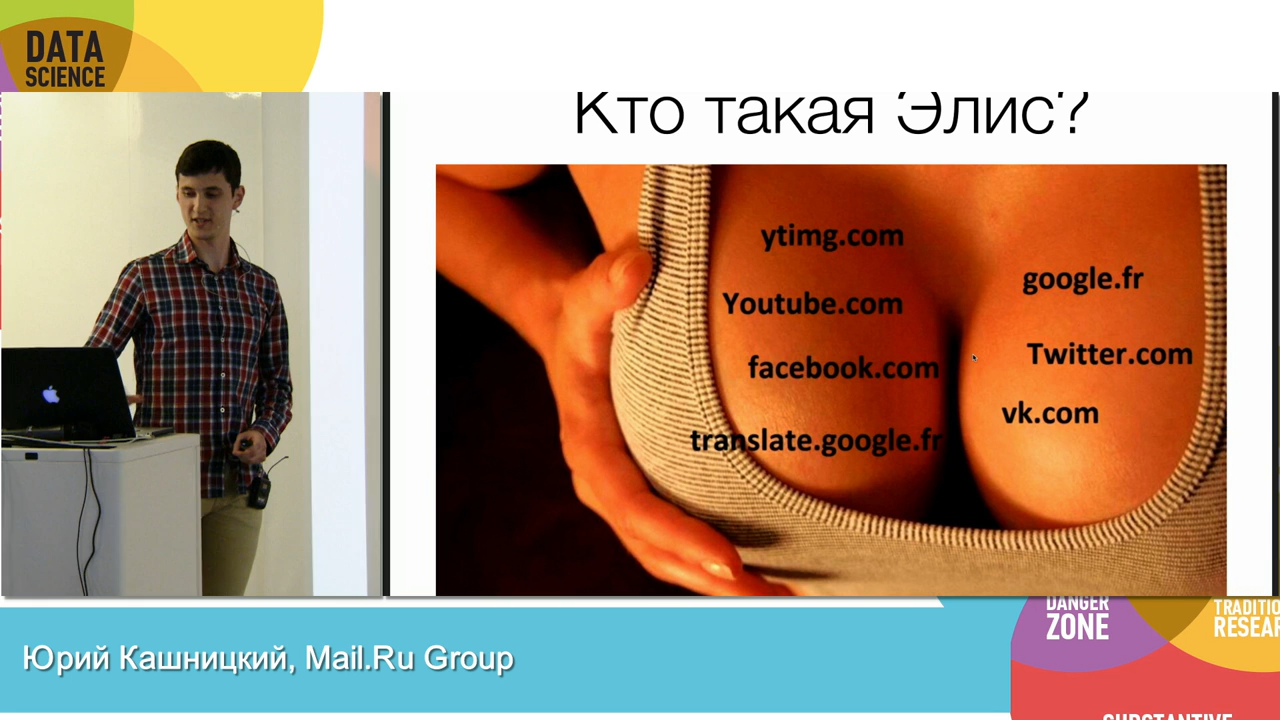 DATA
SCIENCE
Кто такая Элис?
ytimg.com
google.fr
Youtube.com
Twitter.com
facebook.com
vk.com
translate.google.fr
DANGER
ZONE
TRADITIO
RESEAR
Юрий Кашницкий, Mail.Ru Group
SUBSTANTIVE